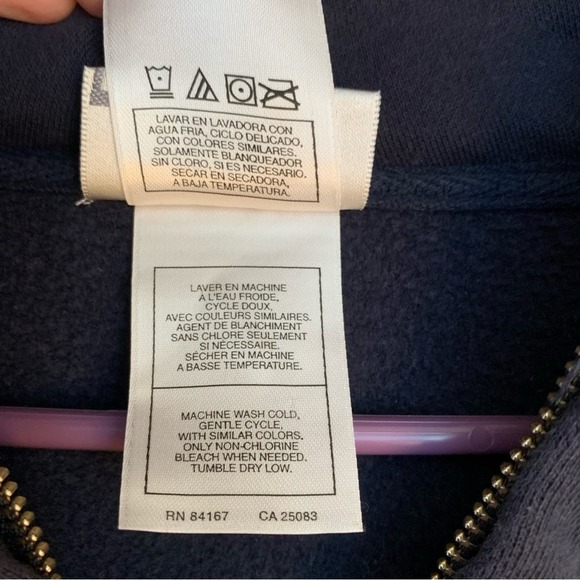 LAVAR EN LAVADORA CON
AGUA FRIA, CICLO DELICADO,
CON COLORES SIMILARES.
SOLAMENTE BLANQUEADOR
SIN CLORO, SI ES NECESARIO.
SECAR EN SECADORA,
A BAJA TEMPERATURA.
LAVER EN MACHINE
À L'EAU FROIDE,
CYCLE DOUX,
AVEC COULEURS SIMILAIRES.
AGENT DE BLANCHIMENT
SANS CHLORE SEULEMENT
SI NÉCESSAIRE.
SÉCHER EN MACHINE
A BASSE TEMPÉRATURE.
MACHINE WASH COLD,
GENTLE CYCLE,
WITH SIMILAR COLORS.
ONLY NON-CHLORINE
BLEACH WHEN NEEDED.
TUMBLE DRY LOW.
RN 84167 CA 25083